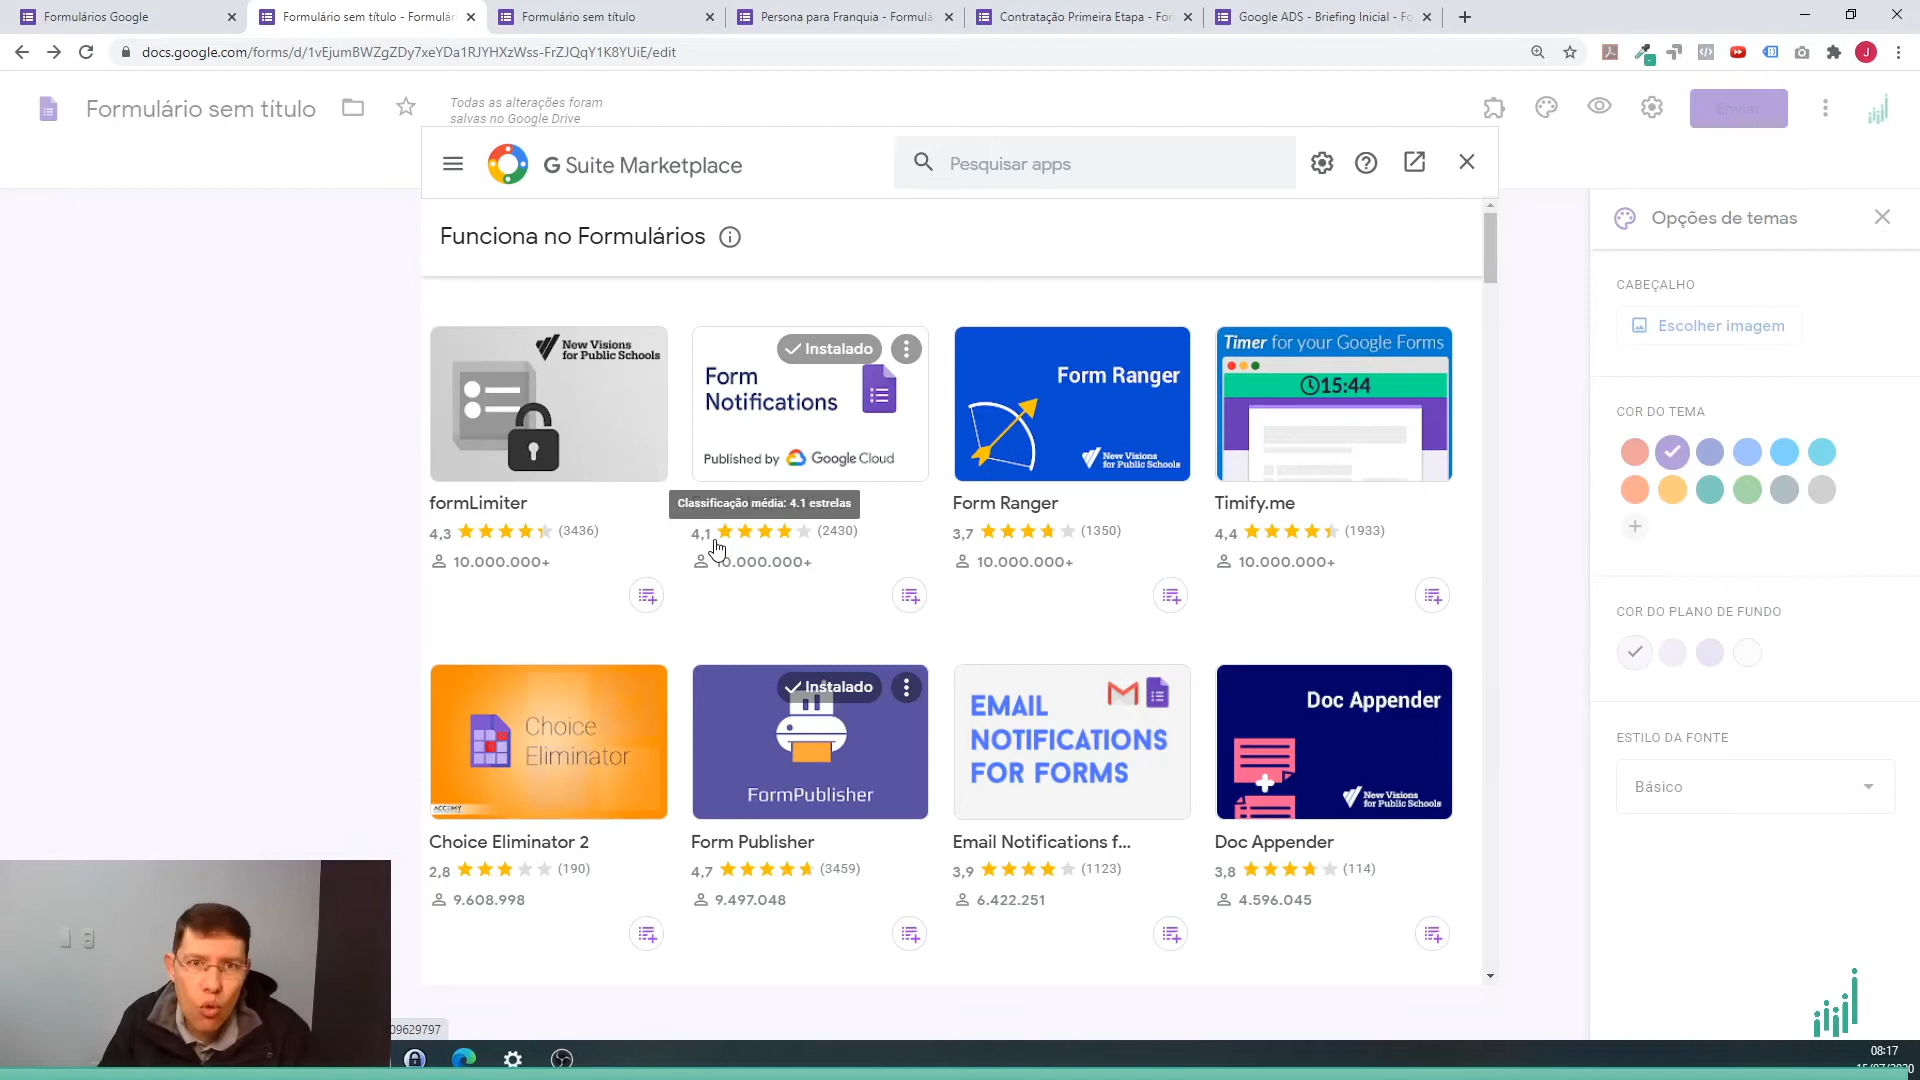 Formulários Google
Formulário sem título - Formulár
Formulário sem título
Persona para Franquia - Formulá
Contratação Primeira Etapa - For
Google ADS - Briefing Inicial - Fo
docs.google.com/forms/d/1vEjumBWZgZDy7xeYDa1RJYHXzWss-FrZJQqY1K8YUiE/edit
J
Formulário sem título
Todas as alterações foram
salvas no Google Drive
Enviar
G Suite Marketplace
Pesquisar apps
Funciona no Formulários
Opções de temas
CABEÇALHO
Escolher imagem
COR DO TEMA
COR DO PLANO DE FUNDO
ESTILO DA FONTE
Básico
New Visions
for Public Schools
formLimiter
4,3 (3436)
10.000.000+
Instalado
Form
Notifications
Published by Google Cloud
Classificação média: 4.1 estrelas
4,1 (2430)
10.000.000+
Form Ranger
New Visions
for Public Schools
Form Ranger
3,7 (1350)
10.000.000+
Timer for your Google Forms
15:44
Timify.me
4,4 (1933)
10.000.000+
Choice
Eliminator
ACCEMY
Choice Eliminator 2
2,8 (190)
9.608.998
Instalado
FormPublisher
Form Publisher
4,7 (3459)
9.497.048
EMAIL
NOTIFICATIONS
FOR FORMS
Email Notifications f...
3,9 (1123)
6.422.251
Doc Appender
New Visions
for Public Schools
Doc Appender
3,8 (114)
4.596.045
09629797
08:17